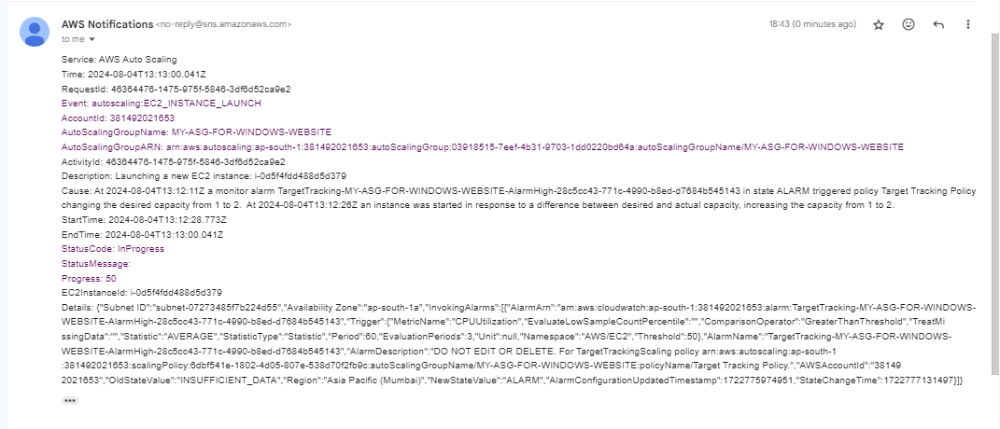 AWS Notifications <no-reply@sns.amazonaws.com> 18:43 (0 minutes ago)
to me
Service: AWS Auto Scaling
Time: 2024-08-04T13:13:00.041Z
RequestId: 46364476-1475-975f-5846-3df6d52ca9e2
Event: autoscaling:EC2_INSTANCE_LAUNCH
AccountId: 381492021653
AutoScalingGroupName: MY-ASG-FOR-WINDOWS-WEBSITE
AutoScalingGroupARN: arn:aws:autoscaling:ap-south-1:381492021653:autoScalingGroup:03918515-7eef-4b31-9703-1dd0220bd64a:autoScalingGroupName/MY-ASG-FOR-WINDOWS-WEBSITE
ActivityId: 46364476-1475-975f-5846-3df6d52ca9e2
Description: Launching a new EC2 instance: i-0d5f4fdd488d5d379
Cause: At 2024-08-04T13:12:11Z a monitor alarm TargetTracking-MY-ASG-FOR-WINDOWS-WEBSITE-AlarmHigh-28c5cc43-771c-4990-b8ed-d7684b545143 in state ALARM triggered policy Target Tracking Policy
changing the desired capacity from 1 to 2.  At 2024-08-04T13:12:26Z an instance was started in response to a difference between desired and actual capacity, increasing the capacity from 1 to 2.
StartTime: 2024-08-04T13:12:28.773Z
EndTime: 2024-08-04T13:13:00.041Z
StatusCode: InProgress
StatusMessage:
Progress: 50
EC2InstanceId: i-0d5f4fdd488d5d379
Details: {"Subnet ID":"subnet-07273485f7b224d55","Availability Zone":"ap-south-1a","InvokingAlarms":[{"AlarmArn":"arn:aws:cloudwatch:ap-south-1:381492021653:alarm:TargetTracking-MY-ASG-FOR-WINDOWS-
WEBSITE-AlarmHigh-28c5cc43-771c-4990-b8ed-d7684b545143","Trigger":{"MetricName":"CPUUtilization","EvaluateLowSampleCountPercentile":"","ComparisonOperator":"GreaterThanThreshold","TreatMi
ssingData":"","Statistic":"AVERAGE","StatisticType":"Statistic","Period":60,"EvaluationPeriods":3,"Unit":null,"Namespace":"AWS/EC2","Threshold":50},"AlarmName":"TargetTracking-MY-ASG-FOR-WINDOWS-
WEBSITE-AlarmHigh-28c5cc43-771c-4990-b8ed-d7684b545143","AlarmDescription":"DO NOT EDIT OR DELETE. For TargetTrackingScaling policy arn:aws:autoscaling:ap-south-1
:381492021653:scalingPolicy:6dbf541e-1802-4d05-807e-538d70f2fb9c:autoScalingGroupName/MY-ASG-FOR-WINDOWS-WEBSITE:policyName/Target Tracking Policy.","AWSAccountId":"38149
2021653","OldStateValue":"INSUFFICIENT_DATA","Region":"Asia Pacific (Mumbai)","NewStateValue":"ALARM","AlarmConfigurationUpdatedTimestamp":1722775974951,"StateChangeTime":1722777131497}]}